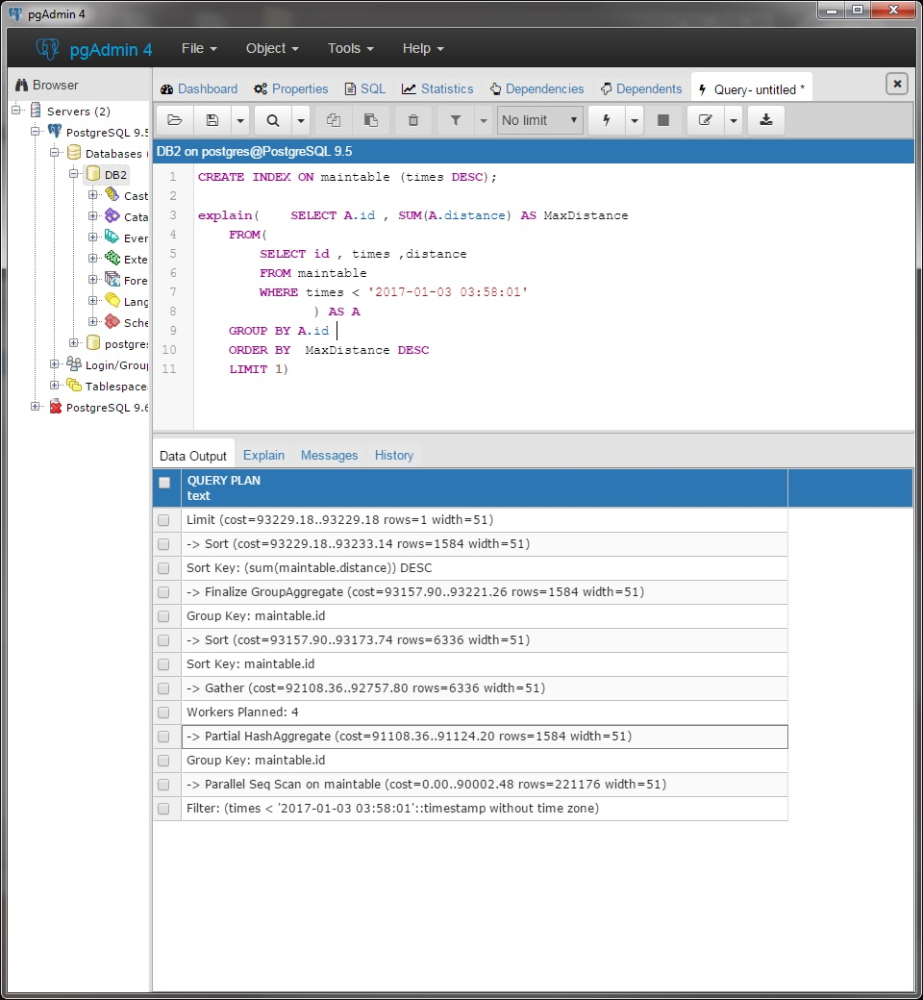 pgAdmin 4
pgAdmin 4 File Object Tools Help
Browser
Dashboard Properties SQL Statistics Dependencies Dependents Query- untitled *
Servers (2)
PostgreSQL 9.5
Databases (
DB2
Cast
Cata
Even
Exte
Fore
Lang
Sche
postgres
Login/Grou
Tablespace
PostgreSQL 9.6
No limit
DB2 on postgres@PostgreSQL 9.5
1 CREATE INDEX ON maintable (times DESC);
2
3 explain( SELECT A.id , SUM(A.distance) AS MaxDistance
4 FROM(
5 SELECT id , times ,distance
6 FROM maintable
7 WHERE times < '2017-01-03 03:58:01'
8 ) AS A
9 GROUP BY A.id
10 ORDER BY MaxDistance DESC
11 LIMIT 1)
Data Output Explain Messages History
QUERY PLAN
text
Limit (cost=93229.18..93229.18 rows=1 width=51)
-> Sort (cost=93229.18..93233.14 rows=1584 width=51)
Sort Key: (sum(maintable.distance)) DESC
-> Finalize GroupAggregate (cost=93157.90..93221.26 rows=1584 width=51)
Group Key: maintable.id
-> Sort (cost=93157.90..93173.74 rows=6336 width=51)
Sort Key: maintable.id
-> Gather (cost=92108.36..92757.80 rows=6336 width=51)
Workers Planned: 4
-> Partial HashAggregate (cost=91108.36..91124.20 rows=1584 width=51)
Group Key: maintable.id
-> Parallel Seq Scan on maintable (cost=0.00..90002.48 rows=221176 width=51)
Filter: (times < '2017-01-03 03:58:01'::timestamp without time zone)